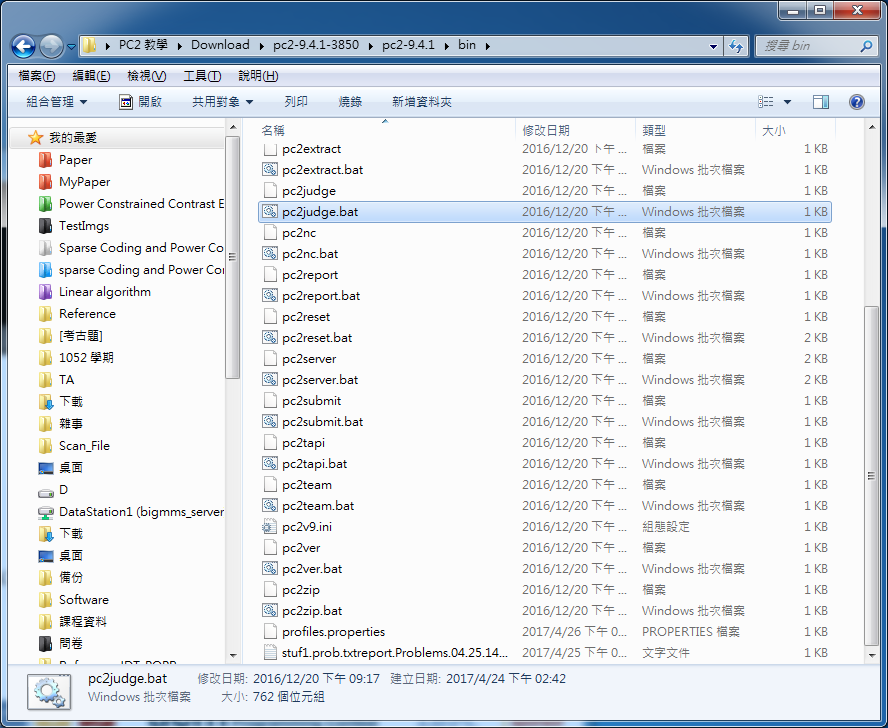 PC2 教學 ▸ Download ▸ pc2-9.4.1-3850 ▸ pc2-9.4.1 ▸ bin ▸
搜尋 bin
檔案(F) 編輯(E) 檢視(V) 工具(T) 說明(H)
組合管理 開啟 共用對象 列印 燒錄 新增資料夾
我的最愛
Paper
MyPaper
Power Constrained Contrast E
TestImgs
Sparse Coding and Power Co
sparse Coding and Power Cor
Linear algorithm
Reference
[考古題]
1052 學期
TA
下載
雜事
Scan_File
桌面
D
DataStation1 (bigmms_server
下載
桌面
備份
Software
課程資料
問卷
名稱 修改日期 類型 大小
pc2extract 2016/12/20 下午 ... 檔案 1 KB
pc2extract.bat 2016/12/20 下午 ... Windows 批次檔案 1 KB
pc2judge 2016/12/20 下午 ... 檔案 1 KB
pc2judge.bat 2016/12/20 下午 ... Windows 批次檔案 1 KB
pc2nc 2016/12/20 下午 ... 檔案 1 KB
pc2nc.bat 2016/12/20 下午 ... Windows 批次檔案 1 KB
pc2report 2016/12/20 下午 ... 檔案 1 KB
pc2report.bat 2016/12/20 下午 ... Windows 批次檔案 1 KB
pc2reset 2016/12/20 下午 ... 檔案 1 KB
pc2reset.bat 2016/12/20 下午 ... Windows 批次檔案 2 KB
pc2server 2016/12/20 下午 ... 檔案 2 KB
pc2server.bat 2016/12/20 下午 ... Windows 批次檔案 2 KB
pc2submit 2016/12/20 下午 ... 檔案 1 KB
pc2submit.bat 2016/12/20 下午 ... Windows 批次檔案 1 KB
pc2tapi 2016/12/20 下午 ... 檔案 1 KB
pc2tapi.bat 2016/12/20 下午 ... Windows 批次檔案 1 KB
pc2team 2016/12/20 下午 ... 檔案 1 KB
pc2team.bat 2016/12/20 下午 ... Windows 批次檔案 1 KB
pc2v9.ini 2016/12/20 下午 ... 組態設定 1 KB
pc2ver 2016/12/20 下午 ... 檔案 1 KB
pc2ver.bat 2016/12/20 下午 ... Windows 批次檔案 1 KB
pc2zip 2016/12/20 下午 ... 檔案 1 KB
pc2zip.bat 2016/12/20 下午 ... Windows 批次檔案 1 KB
profiles.properties 2017/4/26 下午 0... PROPERTIES 檔案 1 KB
stuf1.prob.txtreport.Problems.04.25.14... 2017/4/25 下午 0... 文字文件 1 KB
pc2judge.bat 修改日期: 2016/12/20 下午 09:17 建立日期: 2017/4/24 下午 02:42
Windows 批次檔案 大小: 762 個位元組